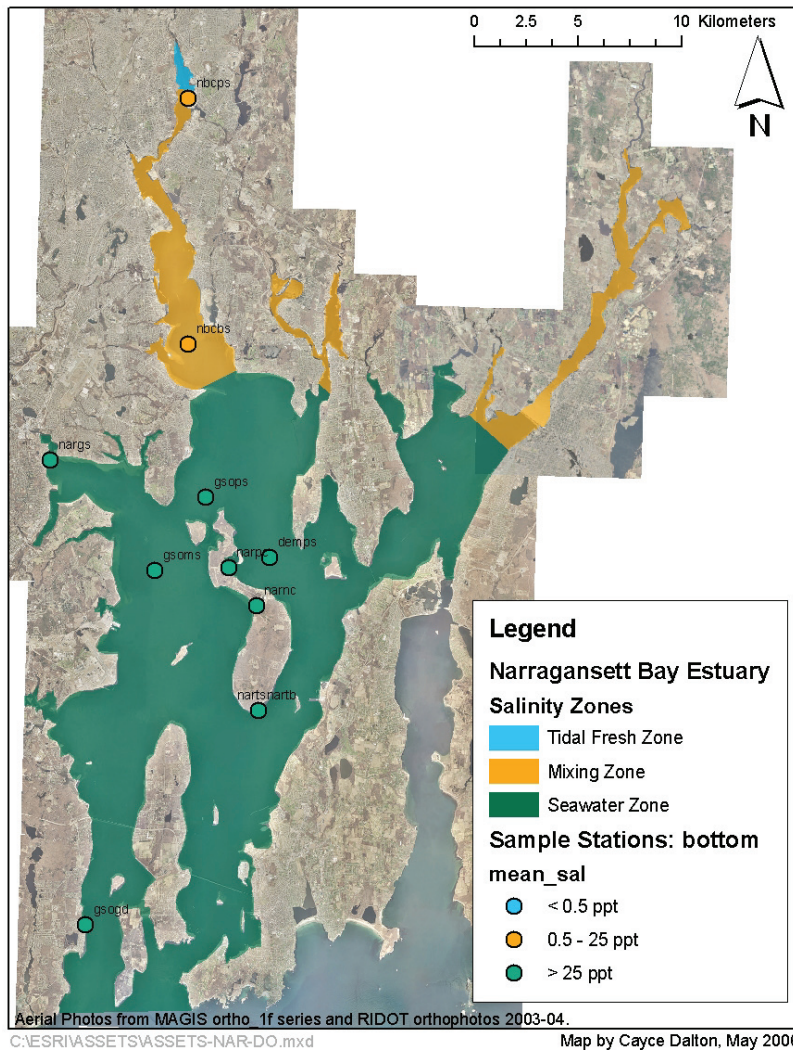 0 2.5 5 10 Kilometers
N
nbcps
nbcbs
nargs
gsops
gsoms
narpc
demps
narnc
nartsnartb
gsogd
Legend
Narragansett Bay Estuary
Salinity Zones
Tidal Fresh Zone
Mixing Zone
Seawater Zone
Sample Stations: bottom
mean_sal
< 0.5 ppt
0.5 - 25 ppt
> 25 ppt
Aerial Photos from MAGIS ortho_1f series and RIDOT orthophotos 2003-04.
C:\ESRI\ASSETS\ASSETS-NAR-DO.mxd Map by Cayce Dalton, May 2006